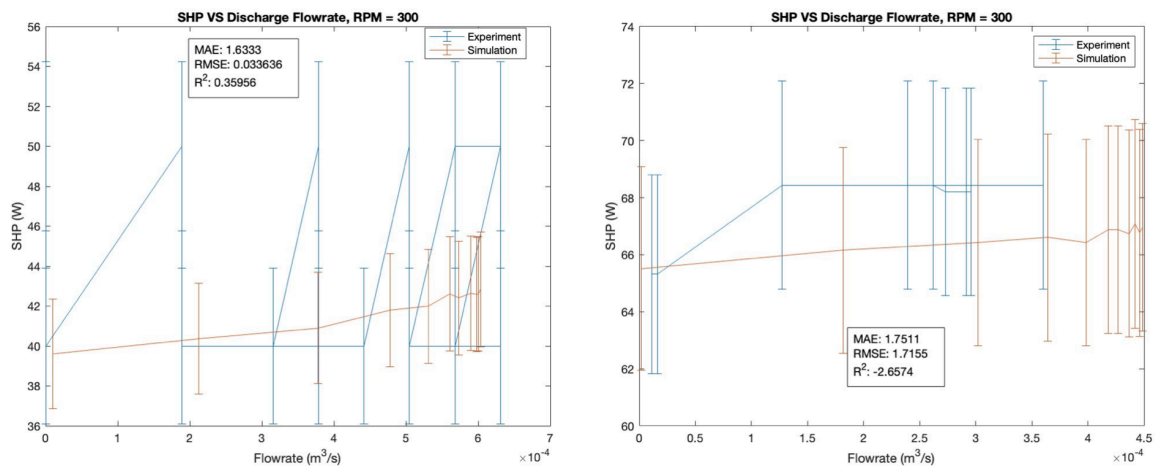 SHP VS Discharge Flowrate, RPM = 300
56
54
52
50
48
46
44
42
40
38
36
SHP (W)
MAE: 1.6333
RMSE: 0.033636
R²: 0.35956
Experiment
Simulation
0
1
2
3
4
5
6
7
Flowrate (m³/s)
×10⁻⁴
SHP VS Discharge Flowrate, RPM = 300
74
72
70
68
66
64
62
60
SHP (W)
Experiment
Simulation
MAE: 1.7511
RMSE: 1.7155
R²: -2.6574
0
0.5
1
1.5
2
2.5
3
3.5
4
4.5
Flowrate (m³/s)
×10⁻⁴